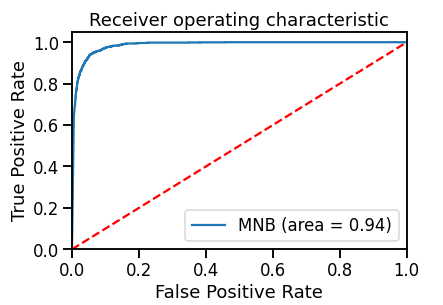 Receiver operating characteristic
True Positive Rate
1.0
0.8
0.6
0.4
0.2
0.0
MNB (area = 0.94)
0.0 0.2 0.4 0.6 0.8 1.0
False Positive Rate